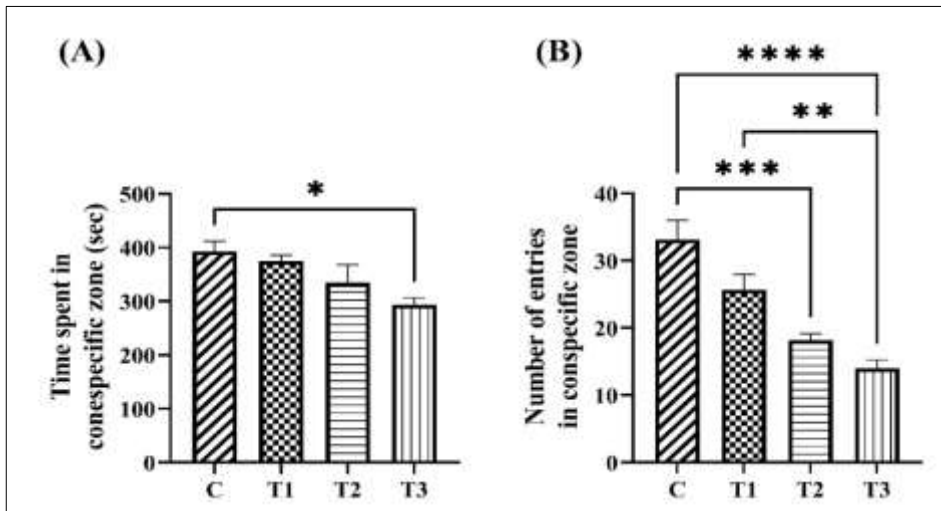 (A)
*
Time spent in
conespecific zone (sec)
500
400
300
200
100
0
C T1 T2 T3
(B)
****
**
***
Number of entries
in conspecific zone
40
30
20
10
0
C T1 T2 T3